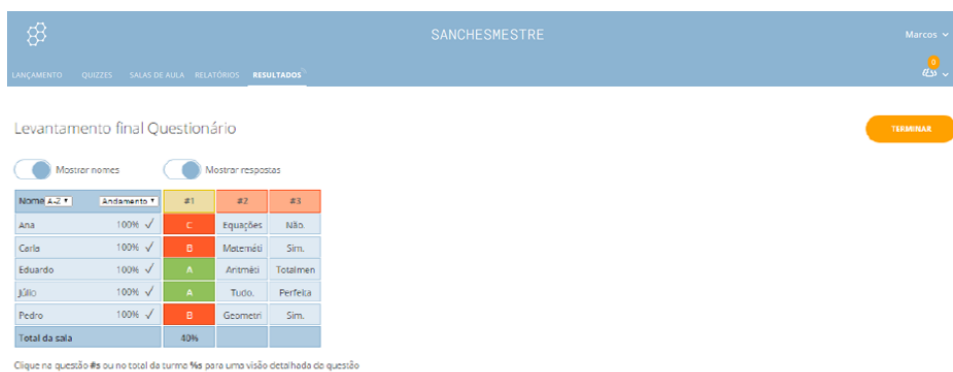 SANCHESMESTRE
Marcos
0
LANÇAMENTO QUIZZES SALAS DE AULA RELATÓRIOS RESULTADOS
Levantamento final Questionário
TERMINAR
Mostrar nomes Mostrar respostas
Nome A-Z Andamento #1 #2 #3
Ana 100% ✓ C Equações Não.
Carla 100% ✓ B Matemáti Sim.
Eduardo 100% ✓ A Aritméti Totalmen
Júlio 100% ✓ A Tudo. Perfeita
Pedro 100% ✓ B Geometri Sim.
Total da sala 40%
Clique na questão #s ou no total da turma %s para uma visão detalhada da questão